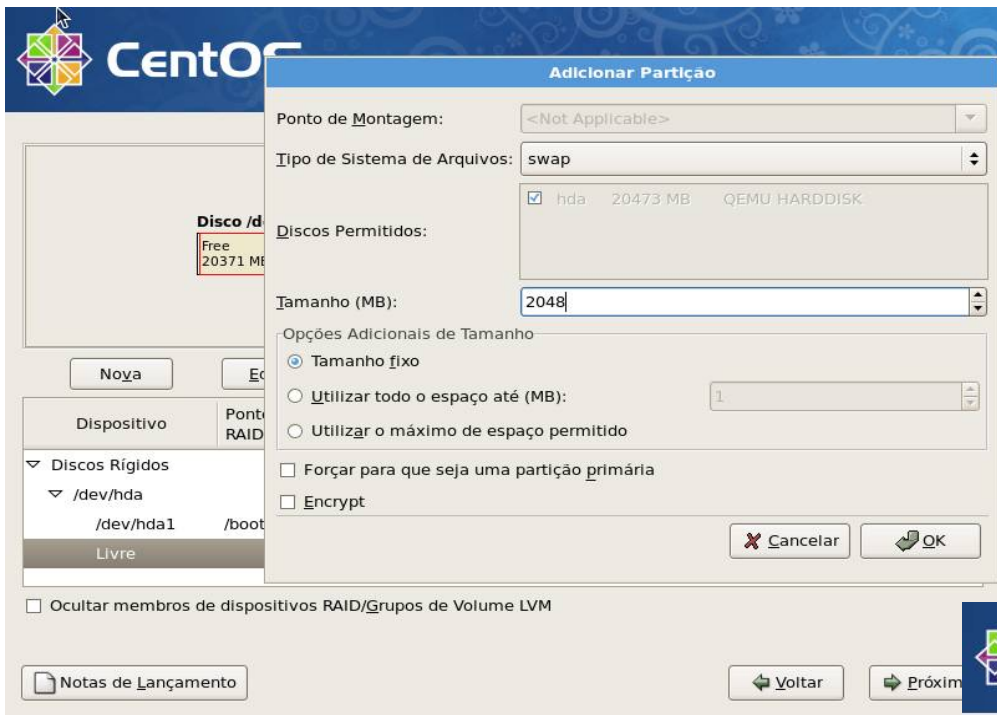 CentO
Adicionar Partição
Ponto de Montagem:
<Not Applicable>
Tipo de Sistema de Arquivos:
swap
Discos Permitidos:
hda 20473 MB QEMU HARDDISK
Tamanho (MB):
2048
Opções Adicionais de Tamanho
Tamanho fixo
Utilizar todo o espaço até (MB):
1
Utilizar o máximo de espaço permitido
Forçar para que seja uma partição primária
Encrypt
Cancelar
OK
Disco /d
Free
20371 MB
Nova
Ed
Dispositivo
Ponto
RAID
Discos Rígidos
/dev/hda
/dev/hda1 /boot
Livre
Ocultar membros de dispositivos RAID/Grupos de Volume LVM
Notas de Lançamento
Voltar
Próxim